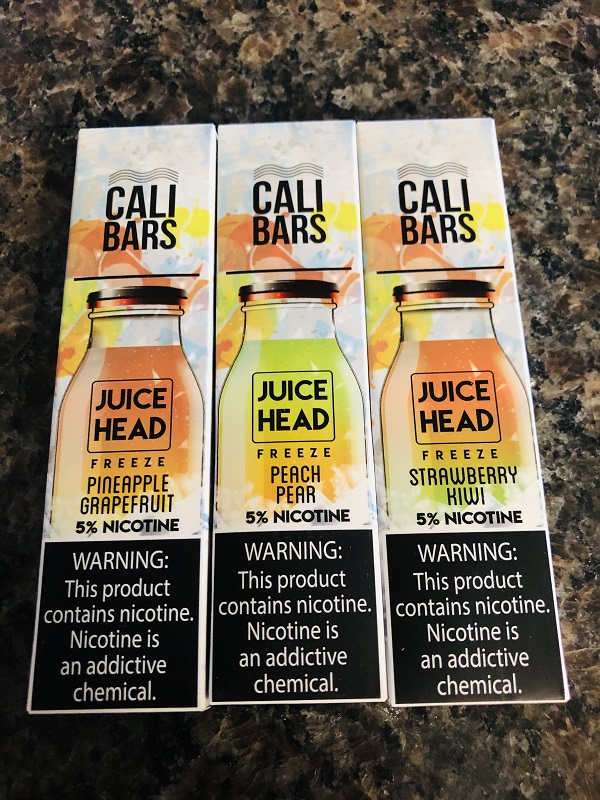 CALI
BARS
JUICE
HEAD
FREEZE
PINEAPPLE
GRAPEFRUIT
5% NICOTINE
WARNING:
This product
contains nicotine.
Nicotine is
an addictive
chemical.
CALI
BARS
JUICE
HEAD
FREEZE
PEACH
PEAR
5% NICOTINE
WARNING:
This product
contains nicotine.
Nicotine is
an addictive
chemical.
CALI
BARS
JUICE
HEAD
FREEZE
STRAWBERRY
KIWI
5% NICOTINE
WARNING:
This product
contains nicotine.
Nicotine is
an addictive
chemical.